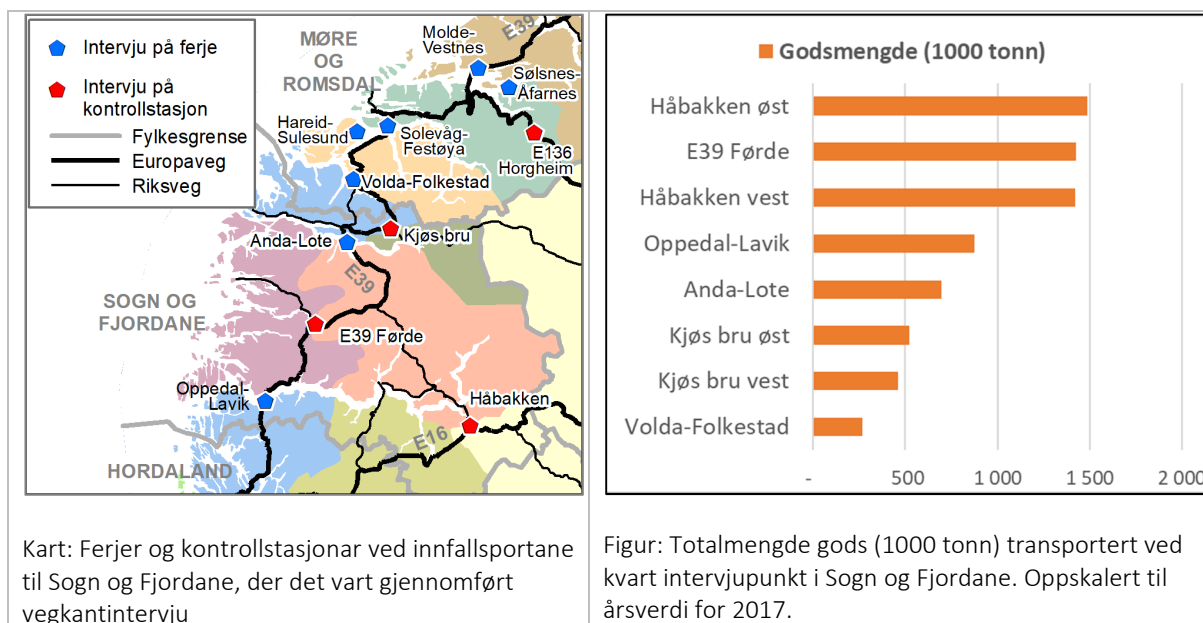 Intervju på ferje
Intervju på
kontrollstasjon
Fylkesgrense
Europaveg
Riksveg
MØRE
OG
ROMSDAL
Molde-
Vestnes
E39
Sølsnes-
Åfarnes
Hareid-
Sulesund
Solevåg-
Festøya
E136
Horgheim
Volda-Folkestad
Anda-Lote
Kjøs bru
E39
SOGN OG
FJORDANE
E39 Førde
Oppedal-
Lavik
Håbakken
E16
HORDALAND
Kart: Ferjer og kontrollstasjonar ved innfallsportane
til Sogn og Fjordane, der det vart gjennomført
vegkantintervju
Godsmengde (1000 tonn)
Håbakken øst
E39 Førde
Håbakken vest
Oppedal-Lavik
Anda-Lote
Kjøs bru øst
Kjøs bru vest
Volda-Folkestad
- 500 1 000 1 500 2 000
Figur: Totalmengde gods (1000 tonn) transportert ved
kvart intervjupunkt i Sogn og Fjordane. Oppskalert til
årsverdi for 2017.